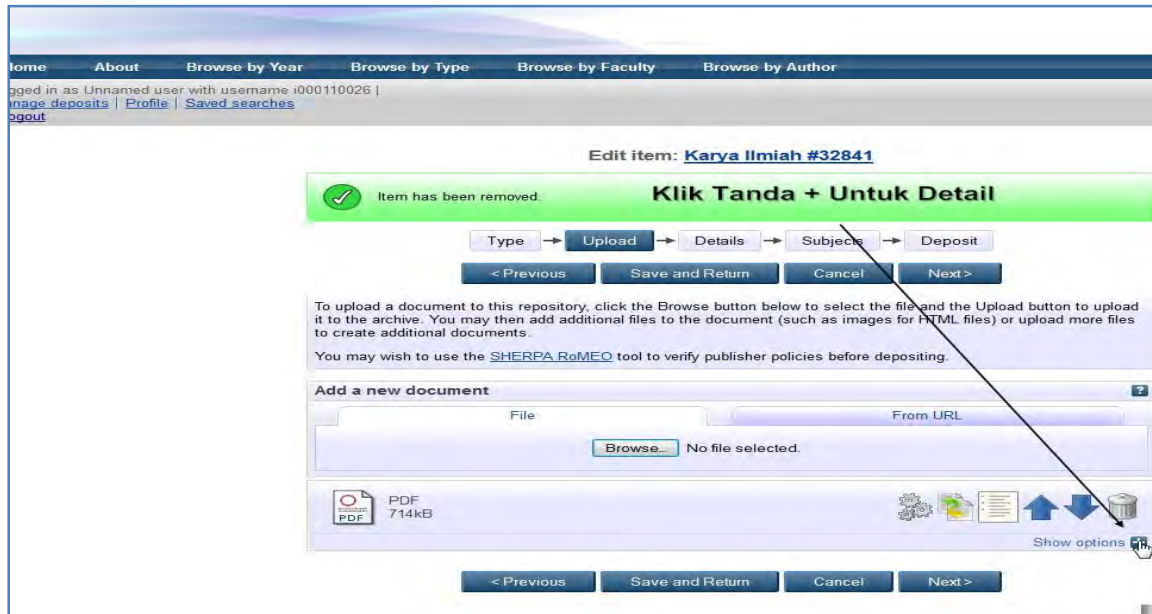 lome About Browse by Year Browse by Type Browse by Faculty Browse by Author
gged in as Unnamed user with username i000110026 |
anage deposits | Profile | Saved searches
ogout
Edit item: Karya Ilmiah #32841
Item has been removed. Klik Tanda + Untuk Detail
Type Upload Details Subjects Deposit
< Previous Save and Return Cancel Next >
To upload a document to this repository, click the Browse button below to select the file and the Upload button to upload
it to the archive. You may then add additional files to the document (such as images for HTML files) or upload more files
to create additional documents.
You may wish to use the SHERPA RoMEO tool to verify publisher policies before depositing.
Add a new document ?
File From URL
Browse... No file selected.
PDF
PDF
714kB
Show options +
< Previous Save and Return Cancel Next >